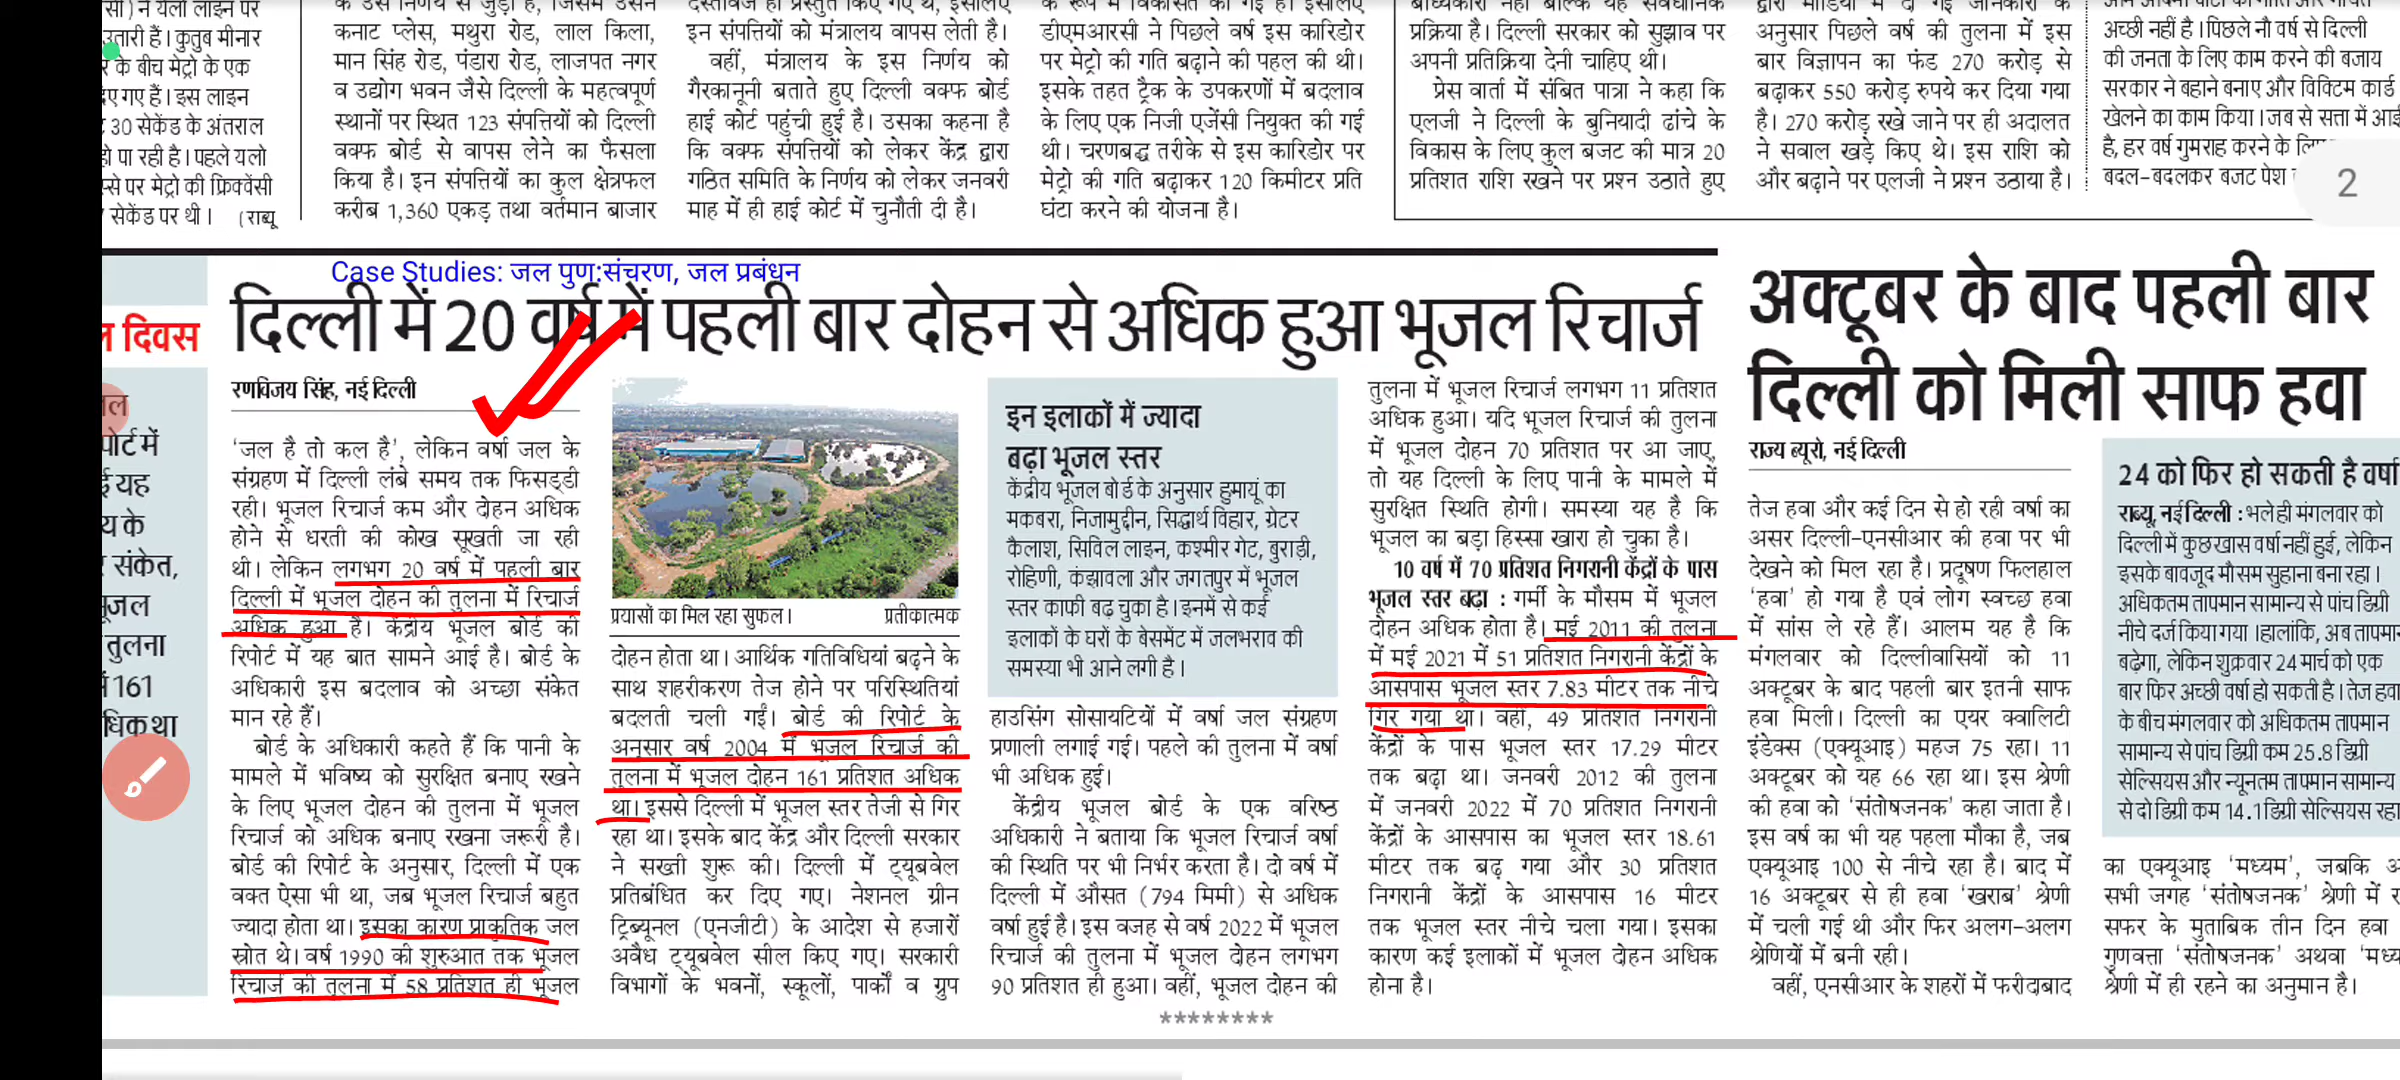 सी) ने यलो लाइन पर
उतारी हैं। कुतुब मीनार
के बीच मेट्रो के एक
गए हैं। इस लाइन
30 सेकेंड के अंतराल
हो पा रही है। पहले यलो
पर मेट्रो की फ्रिक्वेंसी
सेकेंड पर थी। (राब्यू
के उस निर्णय से जुड़ा है, जिसमें उसने
कनाट प्लेस, मथुरा रोड, लाल किला,
मान सिंह रोड, पंडारा रोड, लाजपत नगर
व उद्योग भवन जैसे दिल्ली के महत्वपूर्ण
स्थानों पर स्थित 123 संपत्तियों को दिल्ली
वक्फ बोर्ड से वापस लेने का फैसला
किया है। इन संपत्तियों का कुल क्षेत्रफल
करीब 1,360 एकड़ तथा वर्तमान बाजार
दस्तावेज ही प्रस्तुत किए गए थे, इसलिए
इन संपत्तियों को मंत्रालय वापस लेती है।
वहीं, मंत्रालय के इस निर्णय को
गैरकानूनी बताते हुए दिल्ली वक्फ बोर्ड
हाई कोर्ट पहुंची हुई है। उसका कहना है
कि वक्फ संपत्तियों को लेकर केंद्र द्वारा
गठित समिति के निर्णय को लेकर जनवरी
माह में ही हाई कोर्ट में चुनौती दी है।
के रूप में विकसित की गई है। इसलिए
डीएमआरसी ने पिछले वर्ष इस कारिडोर
पर मेट्रो की गति बढ़ाने की पहल की थी।
इसके तहत ट्रैक के उपकरणों में बदलाव
के लिए एक निजी एजेंसी नियुक्त की गई
थी। चरणबद्ध तरीके से इस कारिडोर पर
मेट्रो की गति बढ़ाकर 120 किमीटर प्रति
घंटा करने की योजना है।
बाध्यकारी नहीं बल्कि यह संवैधानिक
प्रक्रिया है। दिल्ली सरकार को सुझाव पर
अपनी प्रतिक्रिया देनी चाहिए थी।
प्रेस वार्ता में संबित पात्रा ने कहा कि
एलजी ने दिल्ली के बुनियादी ढांचे के
विकास के लिए कुल बजट की मात्र 20
प्रतिशत राशि रखने पर प्रश्न उठाते हुए
द्वारा मीडिया में दी गई जानकारी के
अनुसार पिछले वर्ष की तुलना में इस
बार विज्ञापन का फंड 270 करोड़ से
बढ़ाकर 550 करोड़ रुपये कर दिया गया
है। 270 करोड़ रखे जाने पर ही अदालत
ने सवाल खड़े किए थे। इस राशि को
और बढ़ाने पर एलजी ने प्रश्न उठाया है।
अच्छी नहीं है। पिछले नौ वर्ष से दिल्ली
की जनता के लिए काम करने की बजाय
सरकार ने बहाने बनाए और विक्टिम कार्ड
खेलने का काम किया। जब से सत्ता में आई
है, हर वर्ष गुमराह करने के
बदल-बदलकर बजट पेश
2
Case Studies: जल पुण:संचरण, जल प्रबंधन
दिल्ली में 20 वर्ष में पहली बार दोहन से अधिक हुआ भूजल रिचार्ज
दिवस
पोर्ट में
यह
के
संकेत,
तुलना
161
था
रणविजय सिंह, नई दिल्ली
'जल है तो कल है', लेकिन वर्षा जल के
संग्रहण में दिल्ली लंबे समय तक फिसड्डी
रही। भूजल रिचार्ज कम और दोहन अधिक
होने से धरती की कोख सूखती जा रही
थी। लेकिन लगभग 20 वर्ष में पहली बार
दिल्ली में भूजल दोहन की तुलना में रिचार्ज
अधिक हुआ है। केंद्रीय भूजल बोर्ड की
रिपोर्ट में यह बात सामने आई है। बोर्ड के
अधिकारी इस बदलाव को अच्छा संकेत
मान रहे हैं।
बोर्ड के अधिकारी कहते हैं कि पानी के
मामले में भविष्य को सुरक्षित बनाए रखने
के लिए भूजल दोहन की तुलना में भूजल
रिचार्ज को अधिक बनाए रखना जरूरी है।
बोर्ड की रिपोर्ट के अनुसार, दिल्ली में एक
वक्त ऐसा भी था, जब भूजल रिचार्ज बहुत
ज्यादा होता था। इसका कारण प्राकृतिक जल
स्रोत थे। वर्ष 1990 की शुरुआत तक भूजल
रिचार्ज की तुलना में 58 प्रतिशत ही भूजल
प्रयासों का मिल रहा सुफल। प्रतीकात्मक
दोहन होता था। आर्थिक गतिविधियां बढ़ने के
साथ शहरीकरण तेज होने पर परिस्थितियां
बदलती चली गईं। बोर्ड की रिपोर्ट के
अनुसार वर्ष 2004 में भूजल रिचार्ज की
तुलना में भूजल दोहन 161 प्रतिशत अधिक
था। इससे दिल्ली में भूजल स्तर तेजी से गिर
रहा था। इसके बाद केंद्र और दिल्ली सरकार
ने सख्ती शुरू की। दिल्ली में ट्यूबवेल
प्रतिबंधित कर दिए गए। नेशनल ग्रीन
ट्रिब्यूनल (एनजीटी) के आदेश से हजारों
अवैध ट्यूबवेल सील किए गए। सरकारी
विभागों के भवनों, स्कूलों, पार्कों व ग्रुप
इन इलाकों में ज्यादा
बढ़ा भूजल स्तर
केंद्रीय भूजल बोर्ड के अनुसार हुमायूं का
मकबरा, निजामुद्दीन, सिद्धार्थ विहार, ग्रेटर
कैलाश, सिविल लाइन, कश्मीर गेट, बुराड़ी,
रोहिणी, कंझावला और जगतपुर में भूजल
स्तर काफी बढ़ चुका है। इनमें से कई
इलाकों के घरों के बेसमेंट में जलभराव की
समस्या भी आने लगी है।
हाउसिंग सोसायटियों में वर्षा जल संग्रहण
प्रणाली लगाई गई। पहले की तुलना में वर्षा
भी अधिक हुई।
केंद्रीय भूजल बोर्ड के एक वरिष्ठ
अधिकारी ने बताया कि भूजल रिचार्ज वर्षा
की स्थिति पर भी निर्भर करता है। दो वर्ष में
दिल्ली में औसत (794 मिमी) से अधिक
वर्षा हुई है। इस वजह से वर्ष 2022 में भूजल
रिचार्ज की तुलना में भूजल दोहन लगभग
90 प्रतिशत ही हुआ। वहीं, भूजल दोहन की
तुलना में भूजल रिचार्ज लगभग 11 प्रतिशत
अधिक हुआ। यदि भूजल रिचार्ज की तुलना
में भूजल दोहन 70 प्रतिशत पर आ जाए,
तो यह दिल्ली के लिए पानी के मामले में
सुरक्षित स्थिति होगी। समस्या यह है कि
भूजल का बड़ा हिस्सा खारा हो चुका है।
10 वर्ष में 70 प्रतिशत निगरानी केंद्रों के पास
भूजल स्तर बढ़ा : गर्मी के मौसम में भूजल
दोहन अधिक होता है। मई 2011 की तुलना
में मई 2021 में 51 प्रतिशत निगरानी केंद्रों के
आसपास भूजल स्तर 7.83 मीटर तक नीचे
गिर गया था। वहीं, 49 प्रतिशत निगरानी
केंद्रों के पास भूजल स्तर 17.29 मीटर
तक बढ़ा था। जनवरी 2012 की तुलना
में जनवरी 2022 में 70 प्रतिशत निगरानी
केंद्रों के आसपास का भूजल स्तर 18.61
मीटर तक बढ़ गया और 30 प्रतिशत
निगरानी केंद्रों के आसपास 16 मीटर
तक भूजल स्तर नीचे चला गया। इसका
कारण कई इलाकों में भूजल दोहन अधिक
होना है।
********
अक्टूबर के बाद पहली बार
दिल्ली को मिली साफ हवा
राज्य ब्यूरो, नई दिल्ली
तेज हवा और कई दिन से हो रही वर्षा का
असर दिल्ली-एनसीआर की हवा पर भी
देखने को मिल रहा है। प्रदूषण फिलहाल
'हवा' हो गया है एवं लोग स्वच्छ हवा
में सांस ले रहे हैं। आलम यह है कि
मंगलवार को दिल्लीवासियों को 11
अक्टूबर के बाद पहली बार इतनी साफ
हवा मिली। दिल्ली का एयर क्वालिटी
इंडेक्स (एक्यूआइ) महज 75 रहा। 11
अक्टूबर को यह 66 रहा था। इस श्रेणी
की हवा को 'संतोषजनक' कहा जाता है।
इस वर्ष का भी यह पहला मौका है, जब
एक्यूआइ 100 से नीचे रहा है। बाद में
16 अक्टूबर से ही हवा 'खराब' श्रेणी
में चली गई थी और फिर अलग-अलग
श्रेणियों में बनी रही।
वहीं, एनसीआर के शहरों में फरीदाबाद
24 को फिर हो सकती है वर्षा
राब्यू, नई दिल्ली : भले ही मंगलवार को
दिल्ली में कुछ खास वर्षा नहीं हुई, लेकिन
इसके बावजूद मौसम सुहाना बना रहा।
अधिकतम तापमान सामान्य से पांच डिग्री
नीचे दर्ज किया गया। हालांकि, अब तापमान
बढ़ेगा, लेकिन शुक्रवार 24 मार्च को एक
बार फिर अच्छी वर्षा हो सकती है। तेज हवा
के बीच मंगलवार को अधिकतम तापमान
सामान्य से पांच डिग्री कम 25.8 डिग्री
सेल्सियस और न्यूनतम तापमान सामान्य
से दो डिग्री कम 14.1 डिग्री सेल्सियस रहा
का एक्यूआइ 'मध्यम', जबकि
सभी जगह 'संतोषजनक' श्रेणी में
सफर के मुताबिक तीन दिन हवा
गुणवत्ता 'संतोषजनक' अथवा 'मध्य
श्रेणी में ही रहने का अनुमान है।